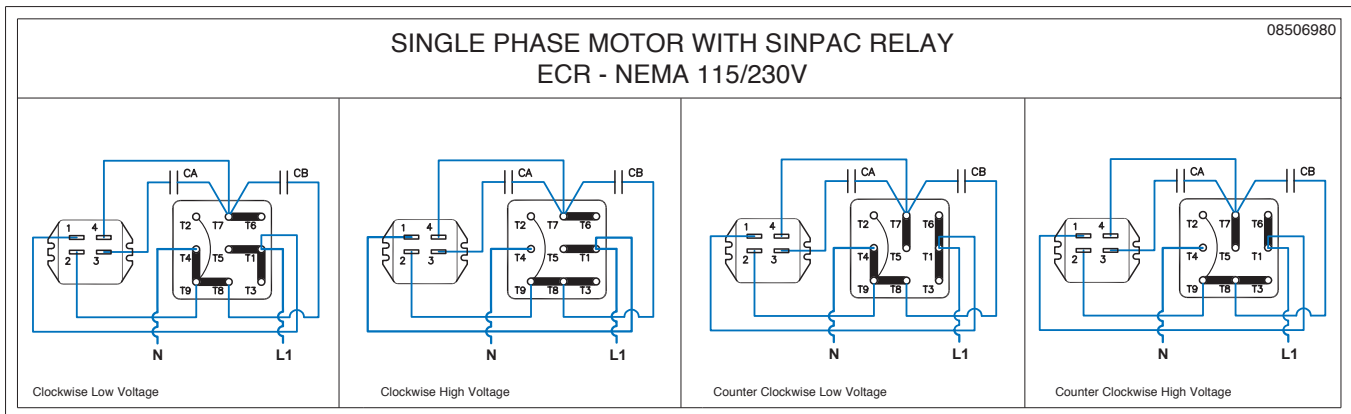 08506980
SINGLE PHASE MOTOR WITH SINPAC RELAY
ECR - NEMA 115/230V
CA
CB
1
4
2
3
T2
T7
T6
T4
T5
T1
T9
T8
T3
N
L1
Clockwise Low Voltage
CA
CB
1
4
2
3
T2
T7
T6
T4
T5
T1
T9
T8
T3
N
L1
Clockwise High Voltage
CA
CB
1
4
2
3
T2
T7
T6
T4
T5
T1
T9
T8
T3
N
L1
Counter Clockwise Low Voltage
CA
CB
1
4
2
3
T2
T7
T6
T4
T5
T1
T9
T8
T3
N
L1
Counter Clockwise High Voltage